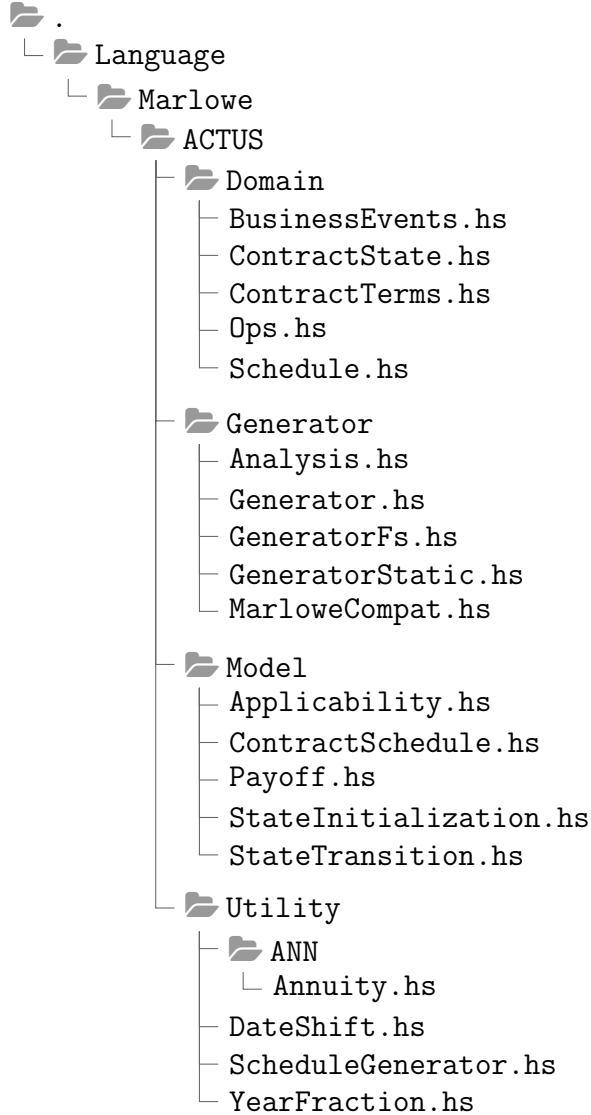 .
Language
Marlowe
ACTUS
Domain
BusinessEvents.hs
ContractState.hs
ContractTerms.hs
Ops.hs
Schedule.hs
Generator
Analysis.hs
Generator.hs
GeneratorFs.hs
GeneratorStatic.hs
MarloweCompat.hs
Model
Applicability.hs
ContractSchedule.hs
Payoff.hs
StateInitialization.hs
StateTransition.hs
Utility
ANN
Annuity.hs
DateShift.hs
ScheduleGenerator.hs
YearFraction.hs